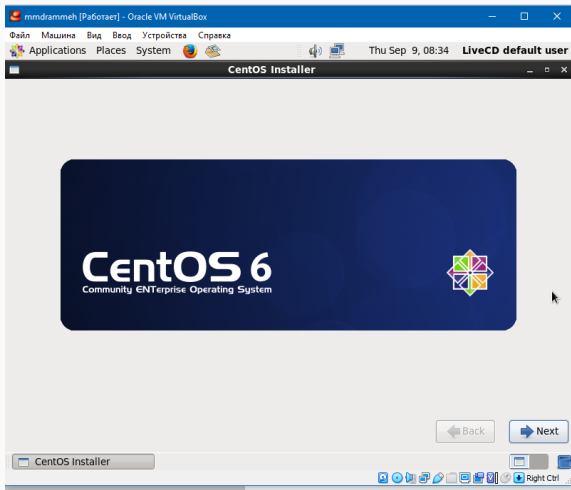 mmdrammeh [Работает] - Oracle VM VirtualBox
Файл Машина Вид Ввод Устройства Справка
Applications Places System Thu Sep 9, 08:34 LiveCD default user
CentOS Installer
CentOS 6
Community ENTerprise Operating System
Back Next
CentOS Installer
Right Ctrl